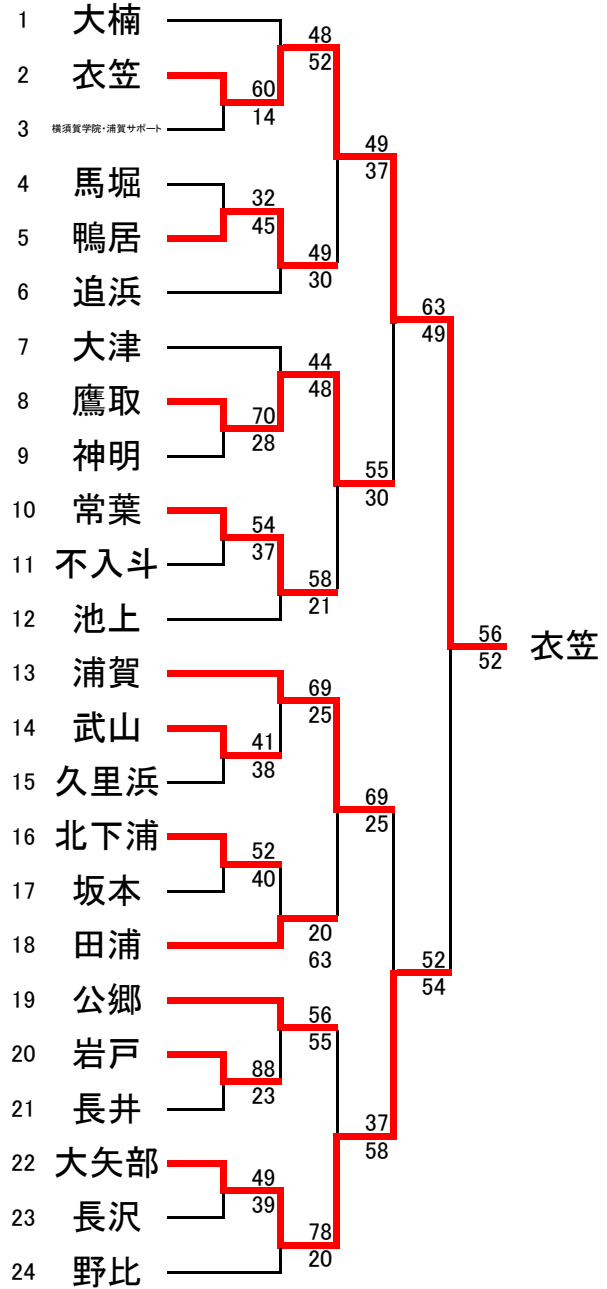 1 大楠
48
52
2 衣笠
60
14
3 横須賀学院・浦賀サポート
49
37
4 馬堀
32
45
5 鴨居
49
30
6 追浜
63
49
7 大津
44
48
8 鷹取
70
28
9 神明
55
30
10 常葉
54
37
11 不入斗
58
21
12 池上
56
52
衣笠
13 浦賀
69
25
14 武山
41
38
15 久里浜
69
25
16 北下浦
52
40
17 坂本
20
63
18 田浦
52
54
19 公郷
56
55
20 岩戸
88
23
21 長井
37
58
22 大矢部
49
39
23 長沢
78
20
24 野比